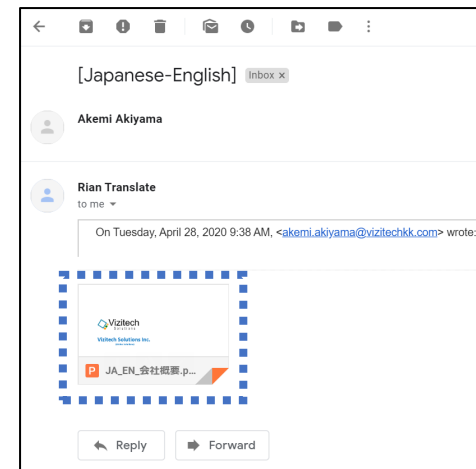 [Japanese-English] Inbox x
Akemi Akiyama
Rian Translate
to me
On Tuesday, April 28, 2020 9:38 AM, <akemi.akiyama@vizitechkk.com> wrote:
Vizitech
Solutions
Vizitech Solutions Inc.
P JA_EN_会社概要.p...
Reply Forward